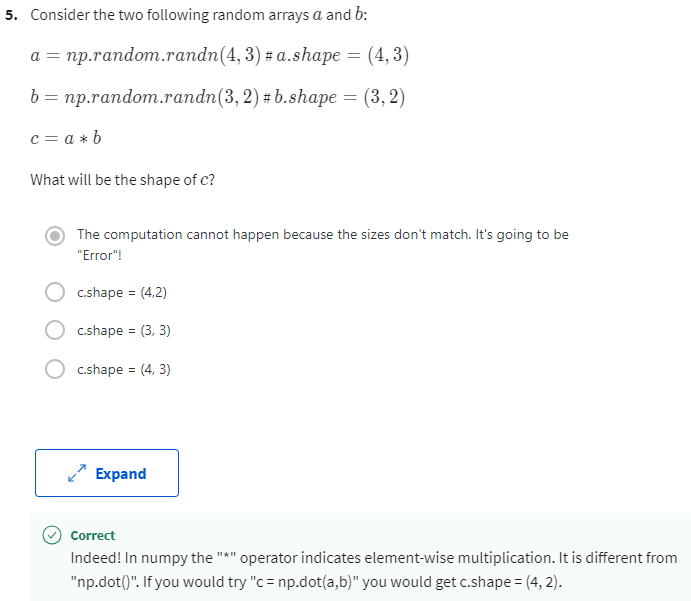 5. Consider the two following random arrays a and b:
a = np.random.randn(4, 3) # a.shape = (4, 3)
b = np.random.randn(3, 2) # b.shape = (3, 2)
c = a * b
What will be the shape of c?
The computation cannot happen because the sizes don't match. It's going to be
"Error"!
c.shape = (4,2)
c.shape = (3, 3)
c.shape = (4, 3)
Expand
Correct
Indeed! In numpy the "*" operator indicates element-wise multiplication. It is different from
"np.dot()". If you would try "c = np.dot(a,b)" you would get c.shape = (4, 2).